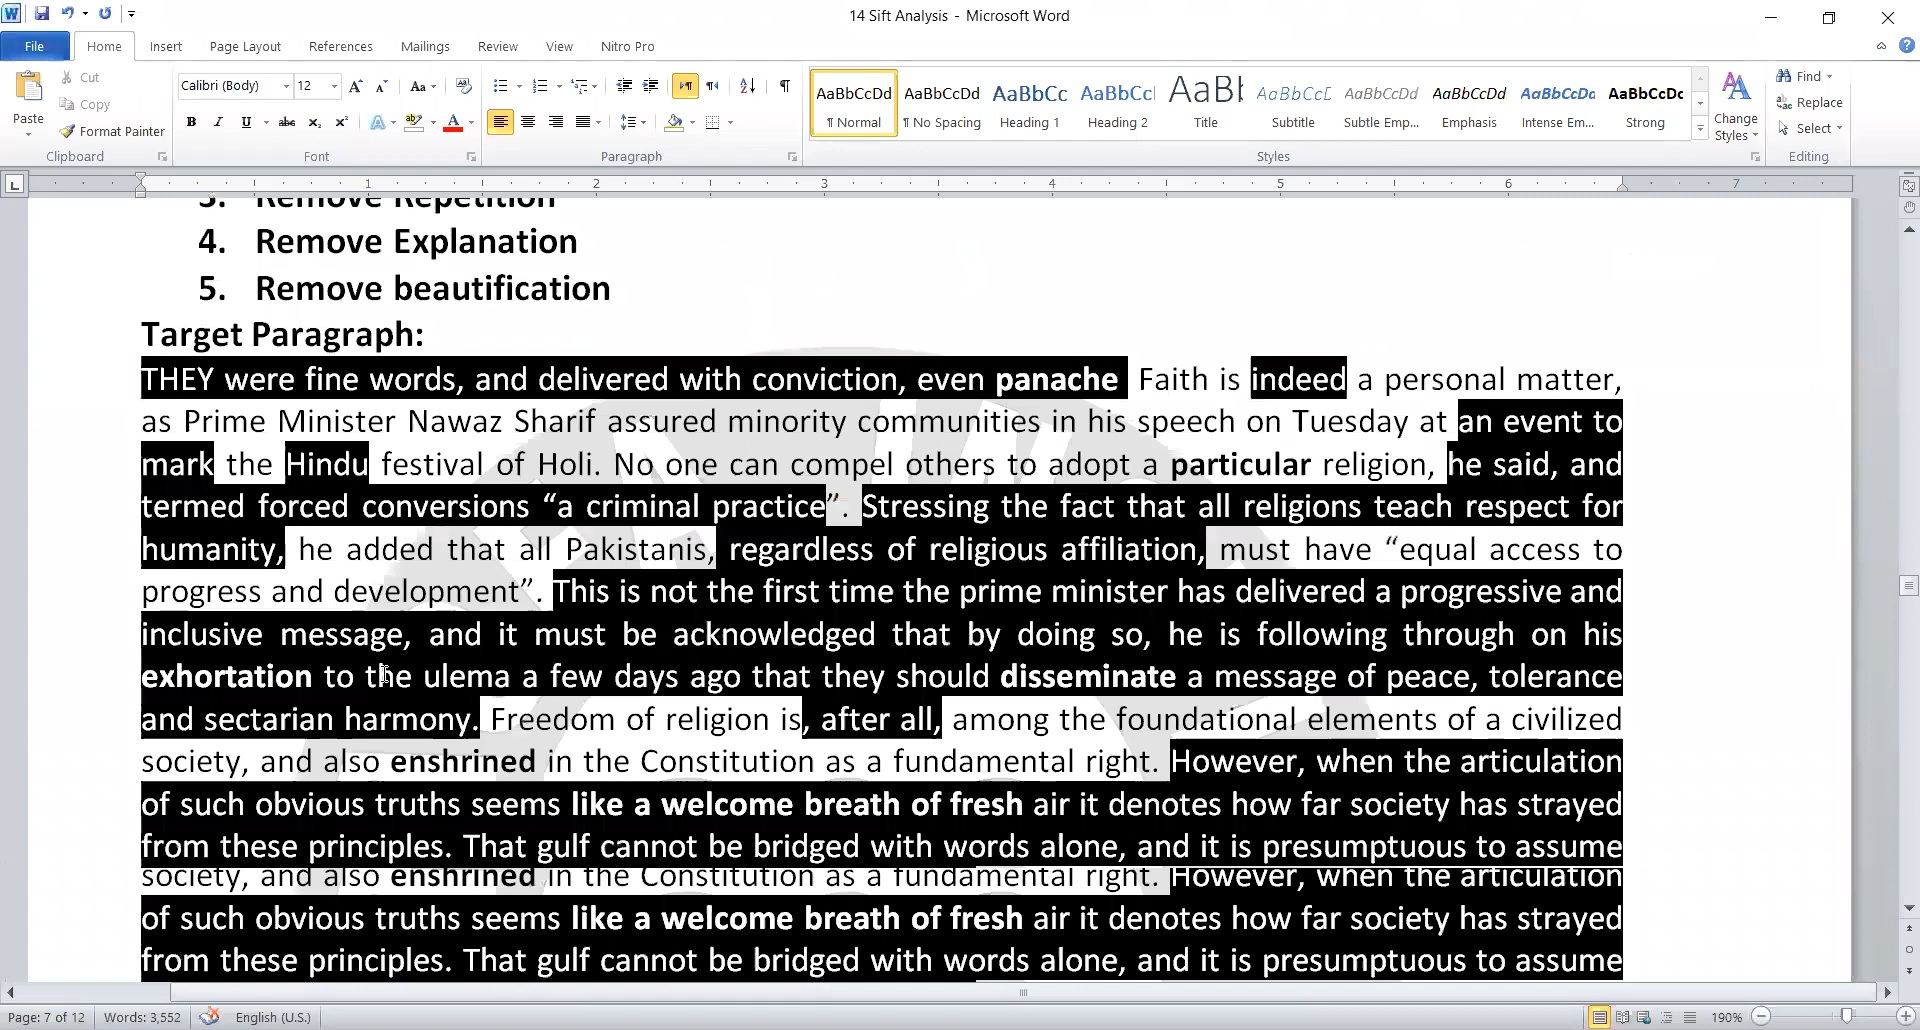 14 Sift Analysis - Microsoft Word
File Home Insert Page Layout References Mailings Review View Nitro Pro
Paste
Cut
Copy
Format Painter
Clipboard
Calibri (Body) 12
Font
Paragraph
AaBbCcDd AaBbCcDd AaBbCc AaBbCc AaBb AaBbCcD AaBbCcDd AaBbCcDd AaBbCcDd AaBbCcDc
¶ Normal ¶ No Spacing Heading 1 Heading 2 Title Subtitle Subtle Emp... Emphasis Intense Em... Strong
Styles
Change Styles
Find
Replace
Select
Editing
1 2 3 4 5 6 7
3. Remove Repetition
4. Remove Explanation
5. Remove beautification
Target Paragraph:
THEY were fine words, and delivered with conviction, even panache Faith is indeed a personal matter,
as Prime Minister Nawaz Sharif assured minority communities in his speech on Tuesday at an event to
mark the Hindu festival of Holi. No one can compel others to adopt a particular religion, he said, and
termed forced conversions “a criminal practice”. Stressing the fact that all religions teach respect for
humanity, he added that all Pakistanis, regardless of religious affiliation, must have “equal access to
progress and development”. This is not the first time the prime minister has delivered a progressive and
inclusive message, and it must be acknowledged that by doing so, he is following through on his
exhortation to the ulema a few days ago that they should disseminate a message of peace, tolerance
and sectarian harmony. Freedom of religion is, after all, among the foundational elements of a civilized
society, and also enshrined in the Constitution as a fundamental right. However, when the articulation
of such obvious truths seems like a welcome breath of fresh air it denotes how far society has strayed
from these principles. That gulf cannot be bridged with words alone, and it is presumptuous to assume
society, and also enshrined in the Constitution as a fundamental right. However, when the articulation
of such obvious truths seems like a welcome breath of fresh air it denotes how far society has strayed
from these principles. That gulf cannot be bridged with words alone, and it is presumptuous to assume
Page: 7 of 12 Words: 3,552 English (U.S.) 190%